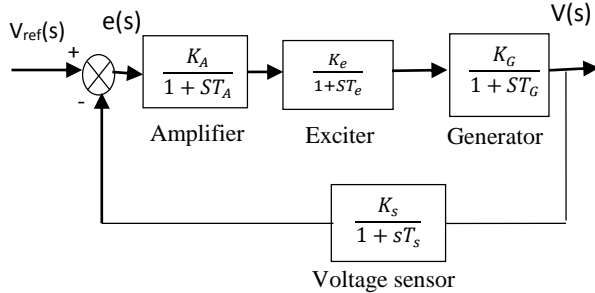 V(s)
e(s)
V_ref(s)
+
-
K_A
1 + ST_A
K_e
1+ST_e
K_G
1 + ST_G
Amplifier
Exciter
Generator
K_s
1 + sT_s
Voltage sensor